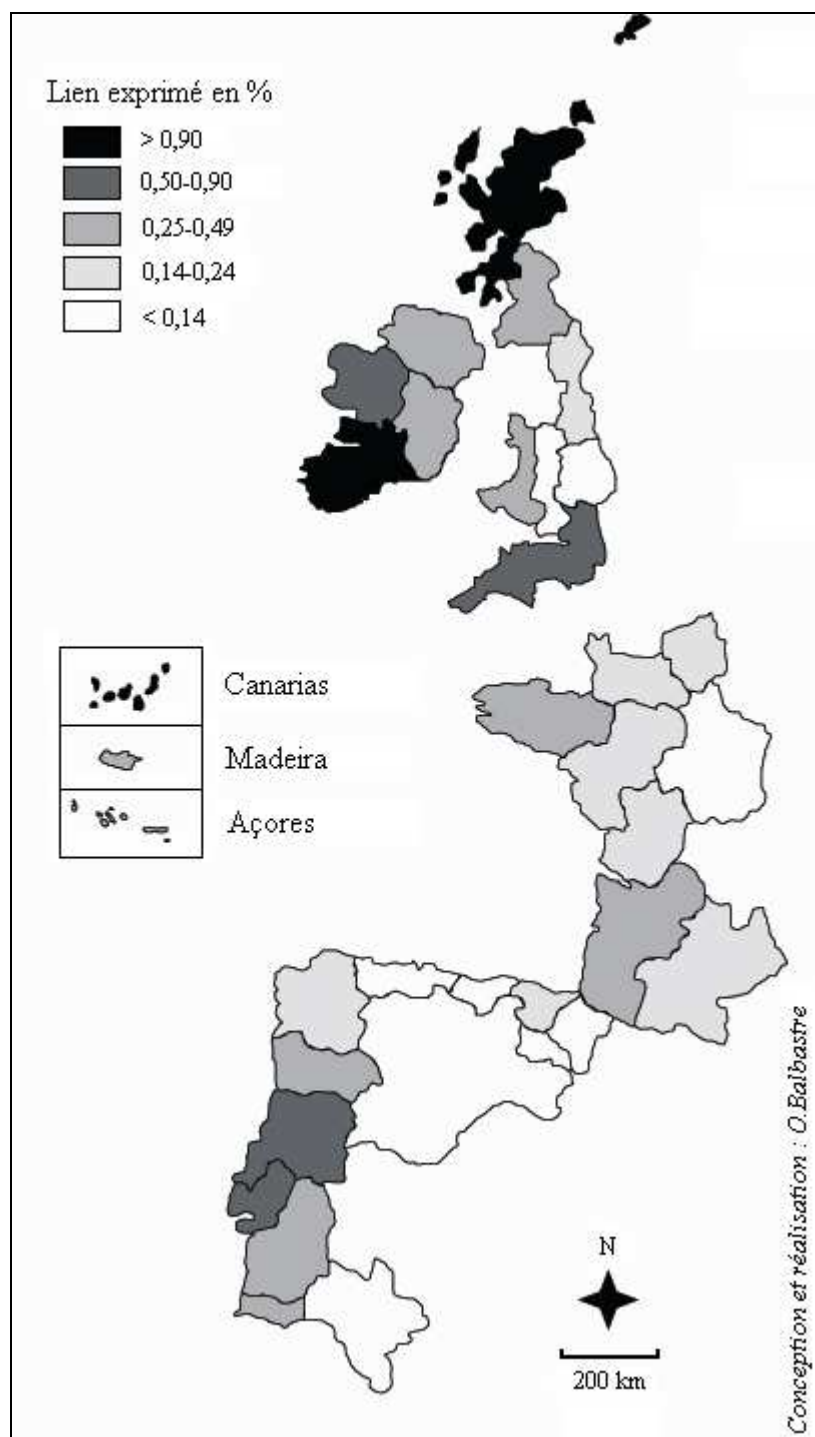 Lien exprimé en %
> 0,90
0,50-0,90
0,25-0,49
0,14-0,24
< 0,14
Canarias
Madeira
Açores
N
200 km
Conception et réalisation : O.Balbastre